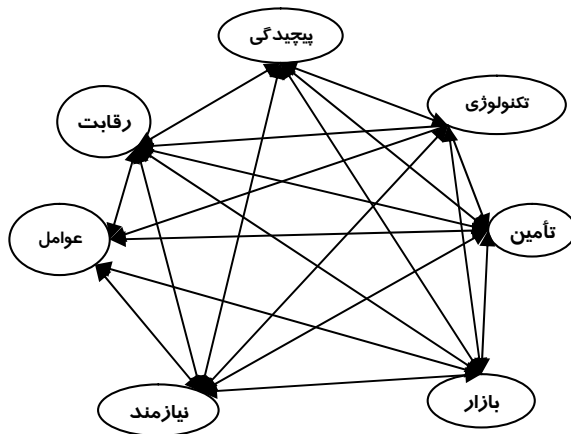 پیچیدگی
تکنولوژی
رقابت
تأمین
عوامل
بازار
نیازمند